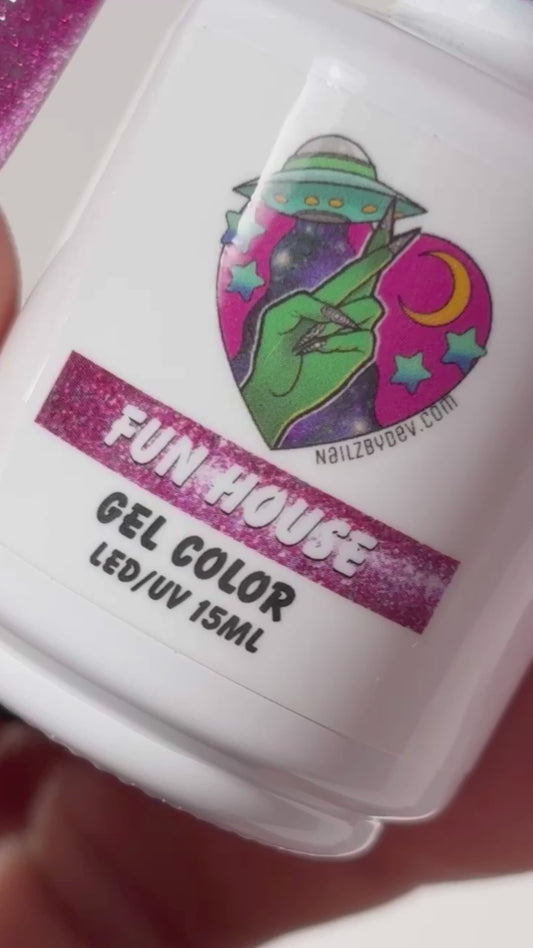 NAILZBYDEV.COM
FUN HOUSE
GEL COLOR
LED/UV 15ML